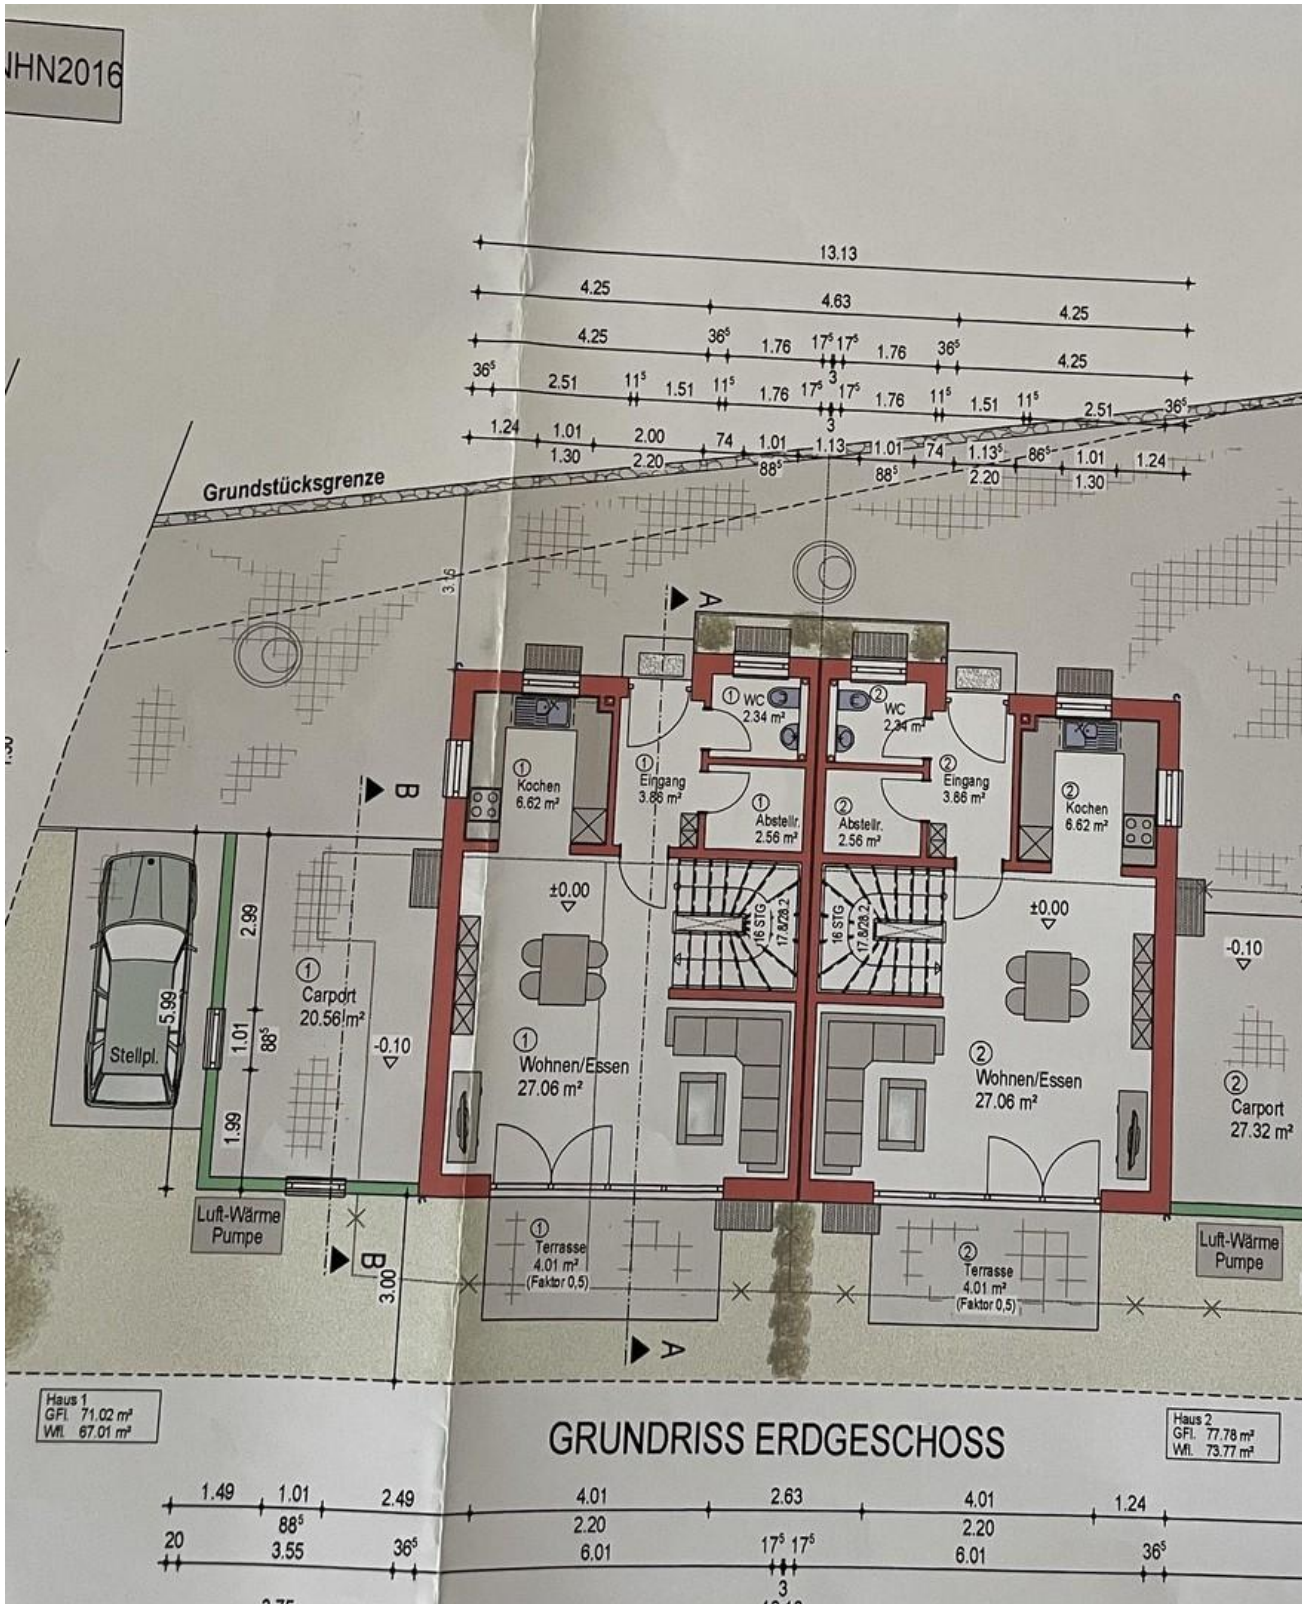 NHN2016
13.13
4.25 4.63 4.25
4.25 36⁵ 1.76 17⁵ 17⁵ 1.76 36⁵ 4.25
3
36⁵ 2.51 11⁵ 1.51 11⁵ 1.76 17⁵ 17⁵ 1.76 11⁵ 1.51 11⁵ 2.51 36⁵
3
1.24 1.01 2.00 74 1.01 1.13 1.01 74 1.13⁵ 86⁵ 1.01 1.24
1.30 2.20 88⁵ 88⁵ 2.20 1.30
Grundstücksgrenze
3.16
A
B
① WC
2.34 m²
② WC
2.34 m²
① Kochen
6.62 m²
① Eingang
3.86 m²
① Abstellr.
2.56 m²
② Abstellr.
2.56 m²
② Eingang
3.86 m²
② Kochen
6.62 m²
±0.00
16 STG
17.8/28.2
16 STG
17.8/28.2
±0.00
-0.10
2.99
5.99
1.01
88⁵
1.99
Stellpl.
① Carport
20.56 m²
-0.10
① Wohnen/Essen
27.06 m²
② Wohnen/Essen
27.06 m²
② Carport
27.32 m²
Luft-Wärme
Pumpe
B
3.00
① Terrasse
4.01 m²
(Faktor 0,5)
② Terrasse
4.01 m²
(Faktor 0,5)
Luft-Wärme
Pumpe
A
Haus 1
GFl. 71.02 m²
Wfl. 67.01 m²
GRUNDRISS ERDGESCHOSS
Haus 2
GFl. 77.78 m²
Wfl. 73.77 m²
1.49 1.01 2.49 4.01 2.63 4.01 1.24
88⁵ 2.20 2.20
20 3.55 36⁵ 6.01 17⁵ 17⁵ 6.01 36⁵
3